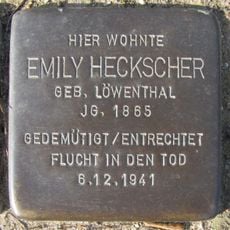 HIER WOHNTE
EMILY HECKSCHER
GEB. LÖWENTHAL
JG. 1865
GEDEMÜTIGT/ENTRECHTET
FLUCHT IN DEN TOD
6.12.1941